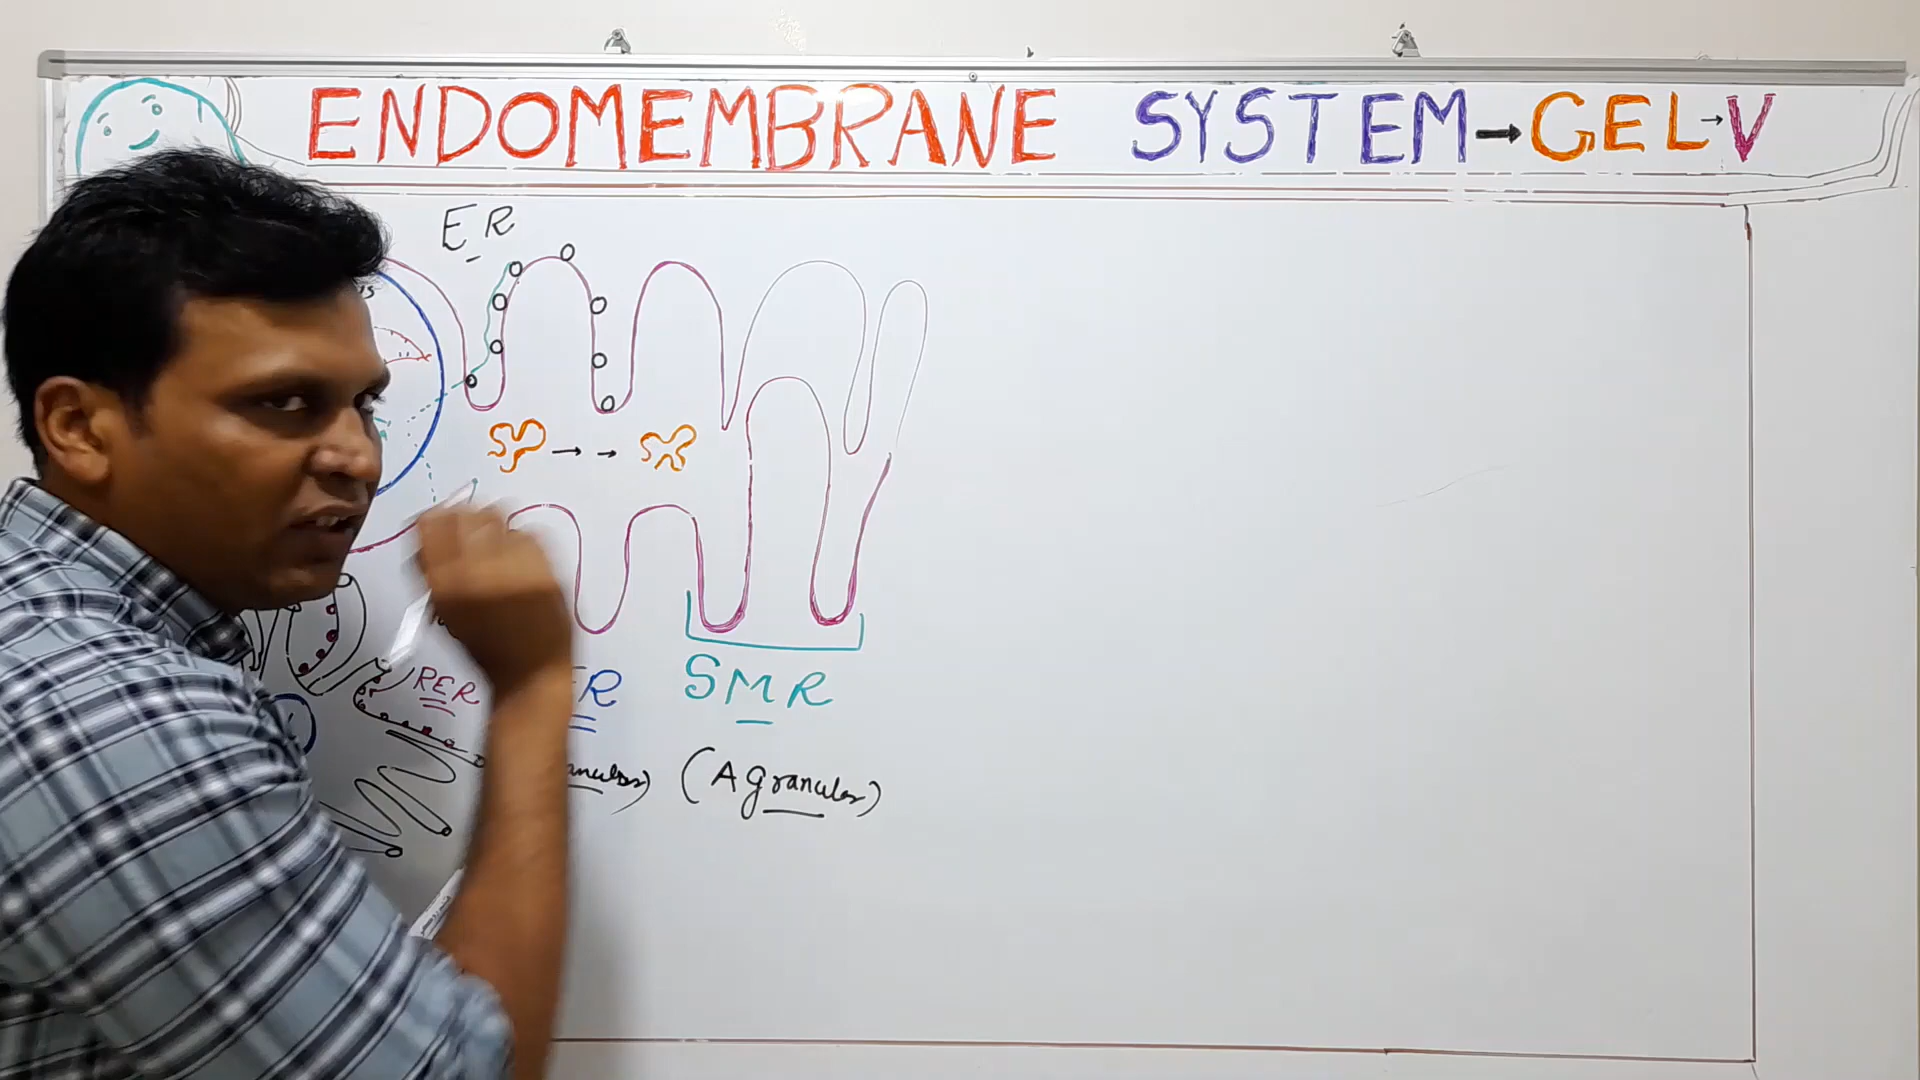 ENDOMEMBRANE SYSTEM→GEL→V
ER
RER
SMR
(Agranular)